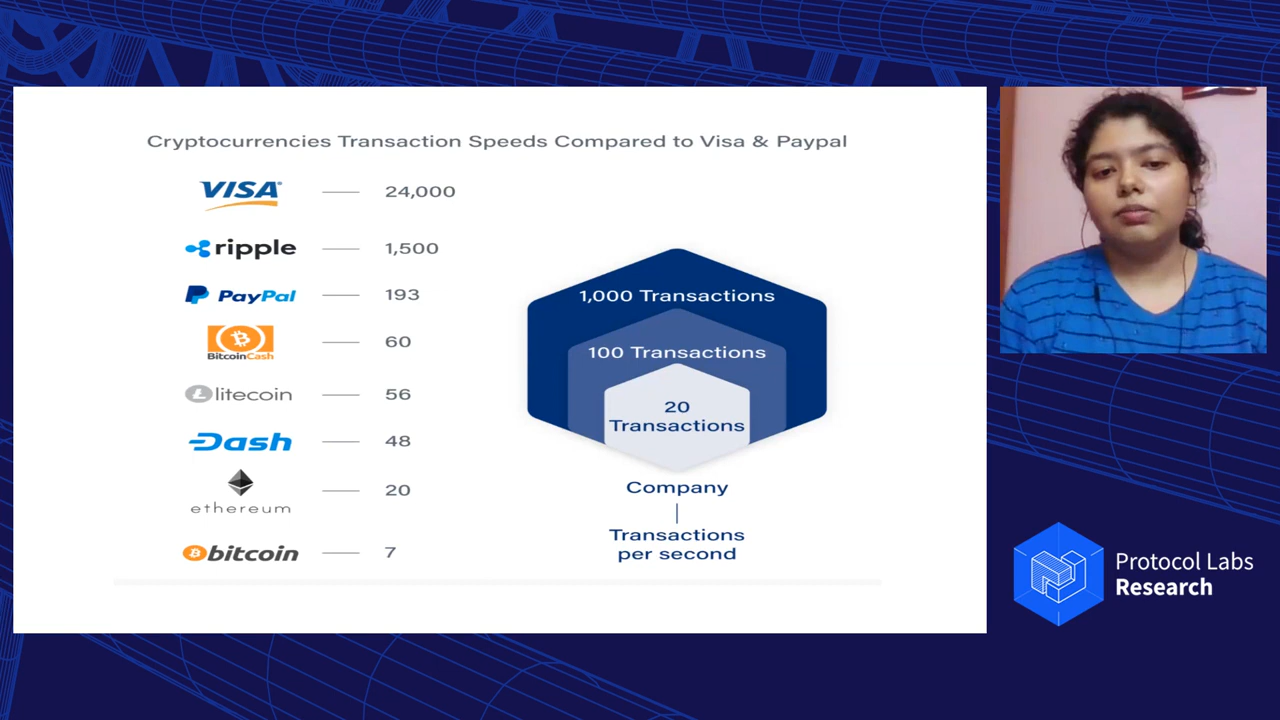 Cryptocurrencies Transaction Speeds Compared to Visa & Paypal
VISA 24,000
ripple 1,500
PayPal 193
BitcoinCash 60
litecoin 56
Dash 48
ethereum 20
bitcoin 7
1,000 Transactions
100 Transactions
20
Transactions
Company
Transactions
per second
Protocol Labs
Research